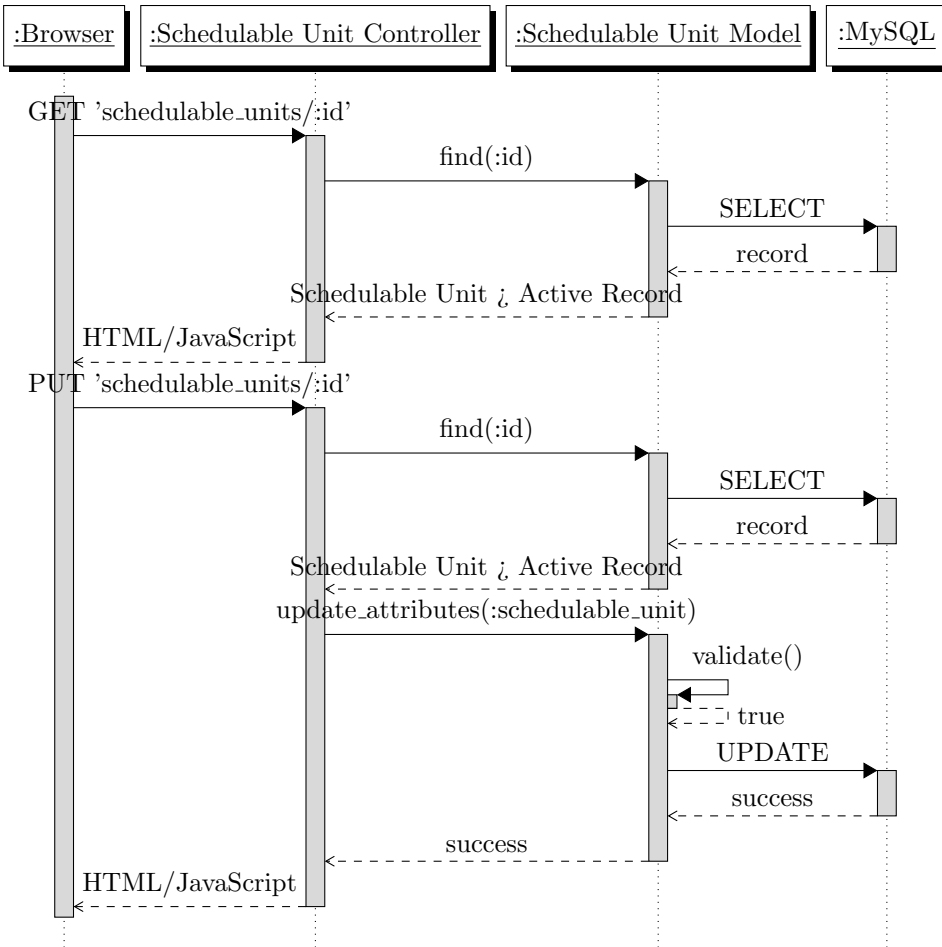 :Browser
:Schedulable Unit Controller
:Schedulable Unit Model
:MySQL
GET 'schedulable_units/:id'
find(:id)
SELECT
record
Schedulable Unit ¿ Active Record
HTML/JavaScript
PUT 'schedulable_units/:id'
find(:id)
SELECT
record
Schedulable Unit ¿ Active Record
update_attributes(:schedulable_unit)
validate()
true
UPDATE
success
success
HTML/JavaScript